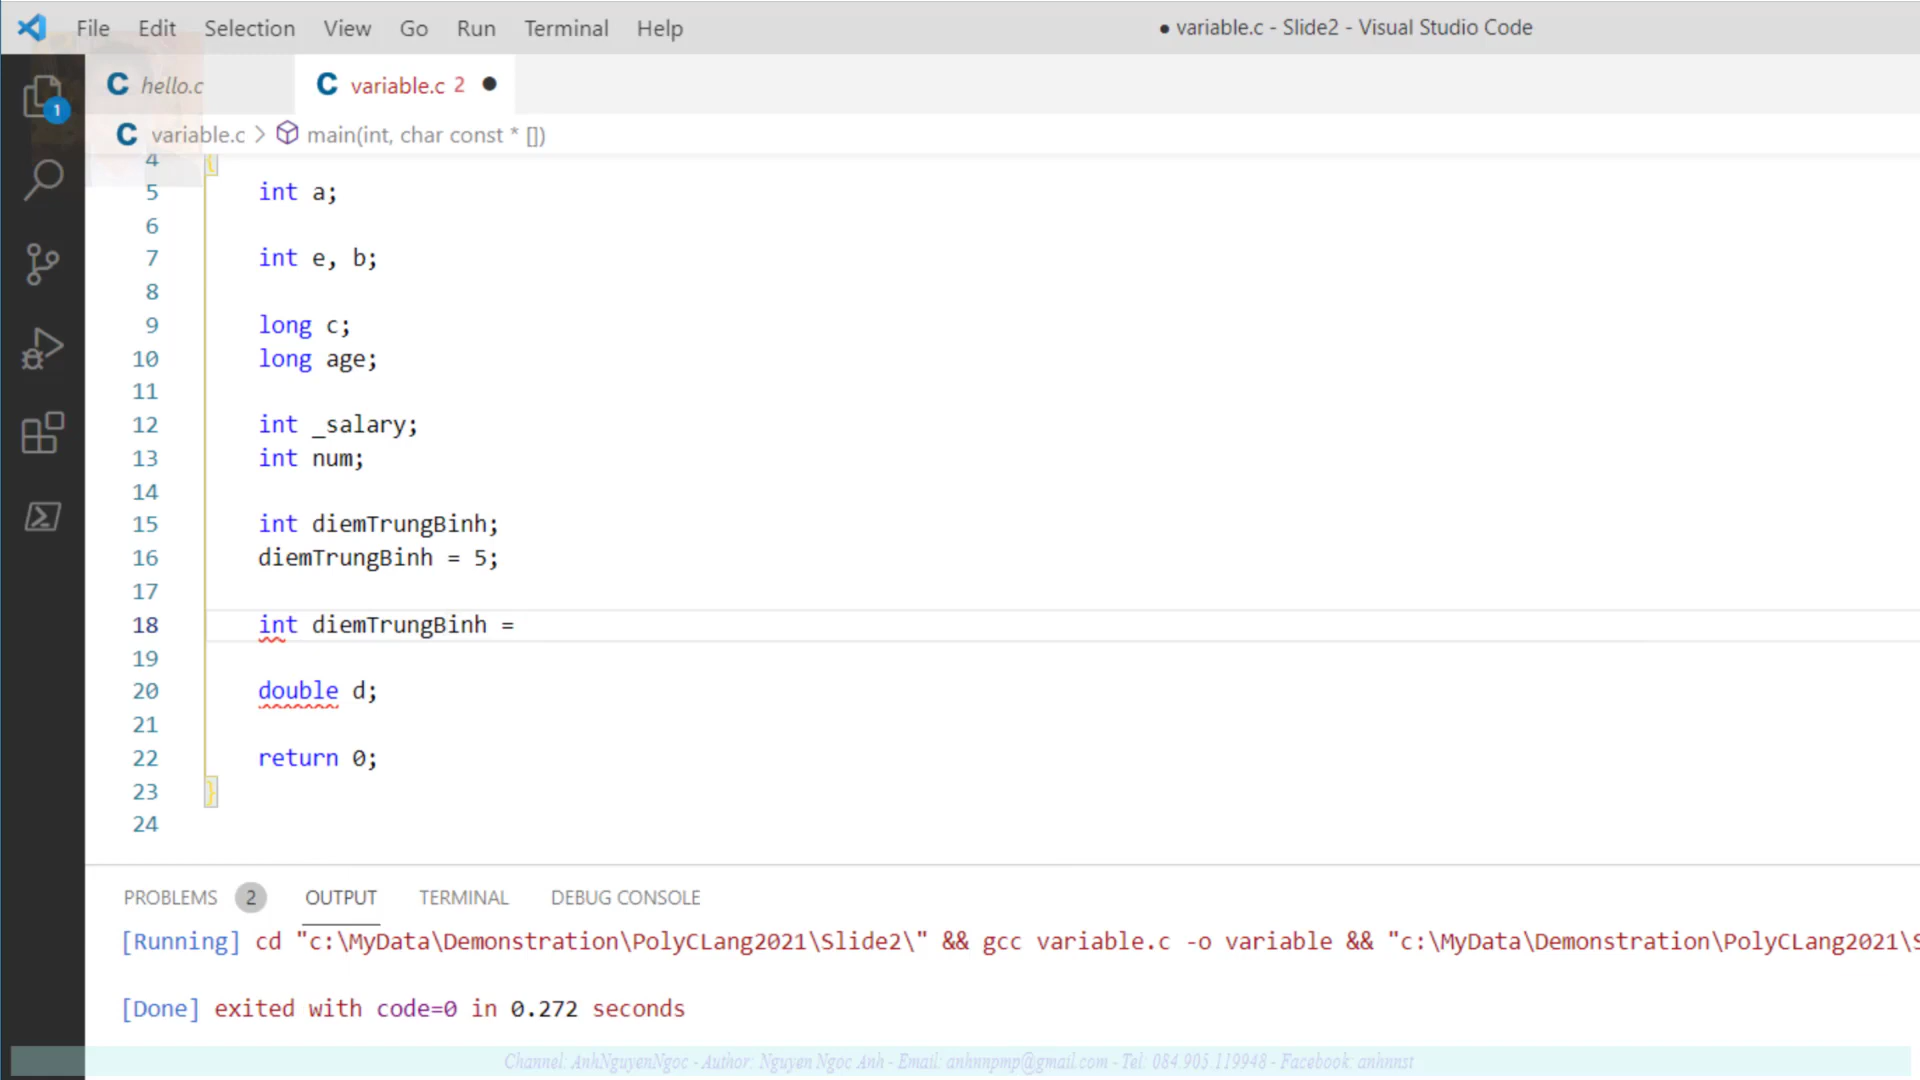 File Edit Selection View Go Run Terminal Help ● variable.c - Slide2 - Visual Studio Code
C hello.c C variable.c 2 ●
C variable.c > main(int, char const * [])
1
4 {
5 int a;
6
7 int e, b;
8
9 long c;
10 long age;
11
12 int _salary;
13 int num;
14
15 int diemTrungBinh;
16 diemTrungBinh = 5;
17
18 int diemTrungBinh =
19
20 double d;
21
22 return 0;
23 }
24
PROBLEMS 2 OUTPUT TERMINAL DEBUG CONSOLE
[Running] cd "c:\MyData\Demonstration\PolyCLang2021\Slide2\" && gcc variable.c -o variable && "c:\MyData\Demonstration\PolyCLang2021\S
[Done] exited with code=0 in 0.272 seconds
Channel: AnhNguyenNgoc - Author: Nguyen Ngoc Anh - Email: anhnnpmp@gmail.com - Tel: 084.905.119948 - Facebook: anhnnst